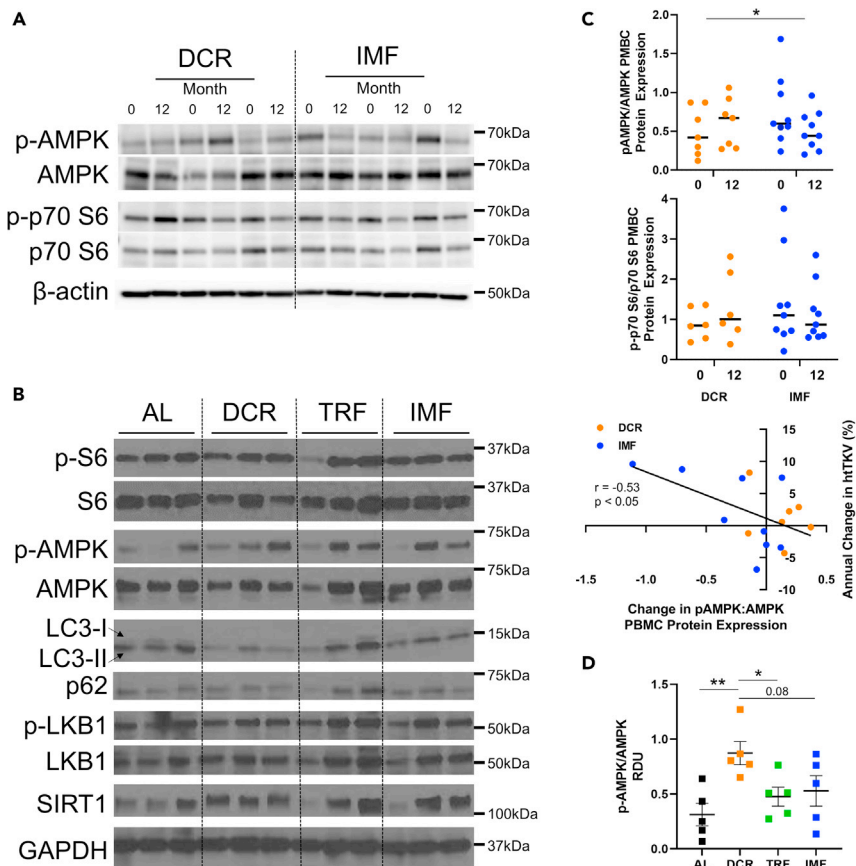 A
DCR IMF
Month Month
0 12 0 12 0 12 0 12 0 12 0 12
p-AMPK 70kDa
AMPK 70kDa
p-p70 S6 70kDa
p70 S6 70kDa
β-actin 50kDa
B
AL DCR TRF IMF
p-S6 37kDa
S6 37kDa
p-AMPK 75kDa
AMPK 75kDa
LC3-I 15kDa
LC3-II
p62 75kDa
p-LKB1 50kDa
LKB1 50kDa
SIRT1 100kDa
GAPDH 37kDa
C
pAMPK/AMPK PMBC
Protein Expression
2.0
1.5
1.0
0.5
0.0
*
0 12 0 12
p-p70 S6/p70 S6 PMBC
Protein Expression
4
3
2
1
0
0 12 0 12
DCR IMF
DCR
IMF
r = -0.53
p < 0.05
15
10
5
0
-5
-10
Annual Change in htTKV (%)
-1.5 -1.0 -0.5 0.0 0.5
Change in pAMPK:AMPK
PBMC Protein Expression
D
p-AMPK/AMPK
RDU
1.5
1.0
0.5
0.0
** *
0.08
AL DCR TRF IMF